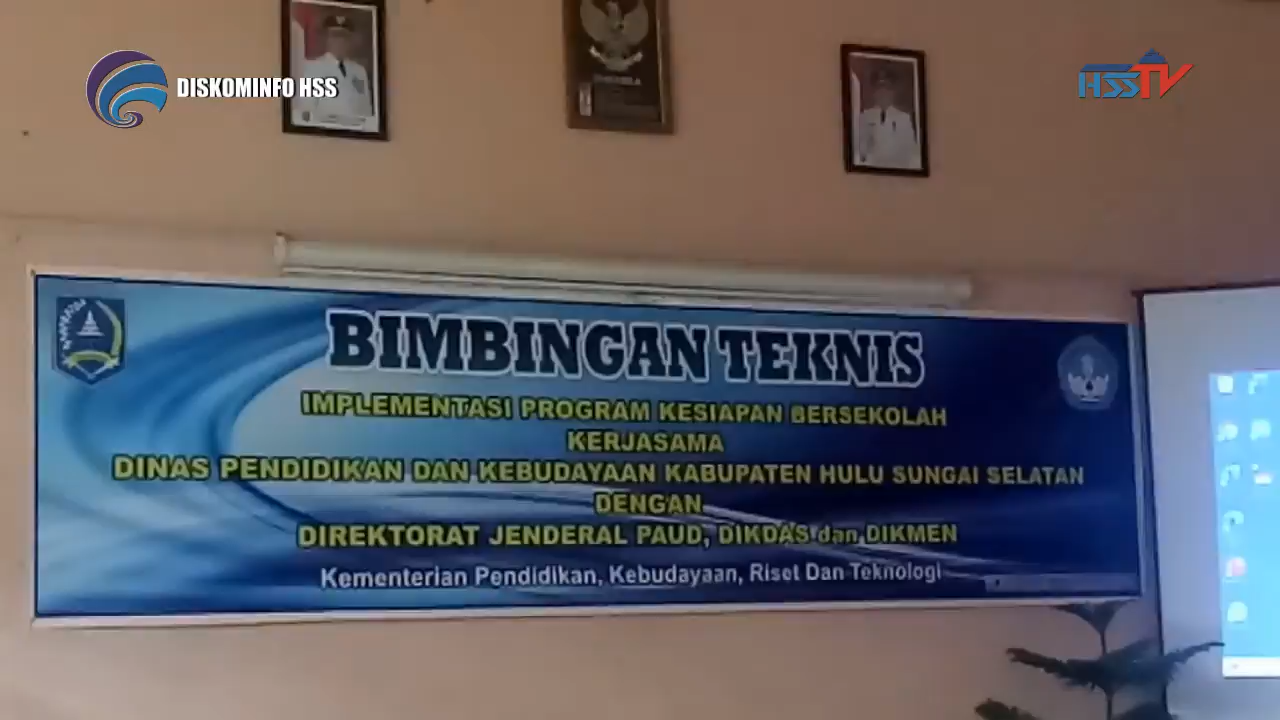 DISKOMINFO HSS
HSSTV
BIMBINGAN TEKNIS
IMPLEMENTASI PROGRAM KESIAPAN BERSEKOLAH
KERJASAMA
DINAS PENDIDIKAN DAN KEBUDAYAAN KABUPATEN HULU SUNGAI SELATAN
DENGAN
DIREKTORAT JENDERAL PAUD, DIKDAS dan DIKMEN
Kementerian Pendidikan, Kebudayaan, Riset Dan Teknologi